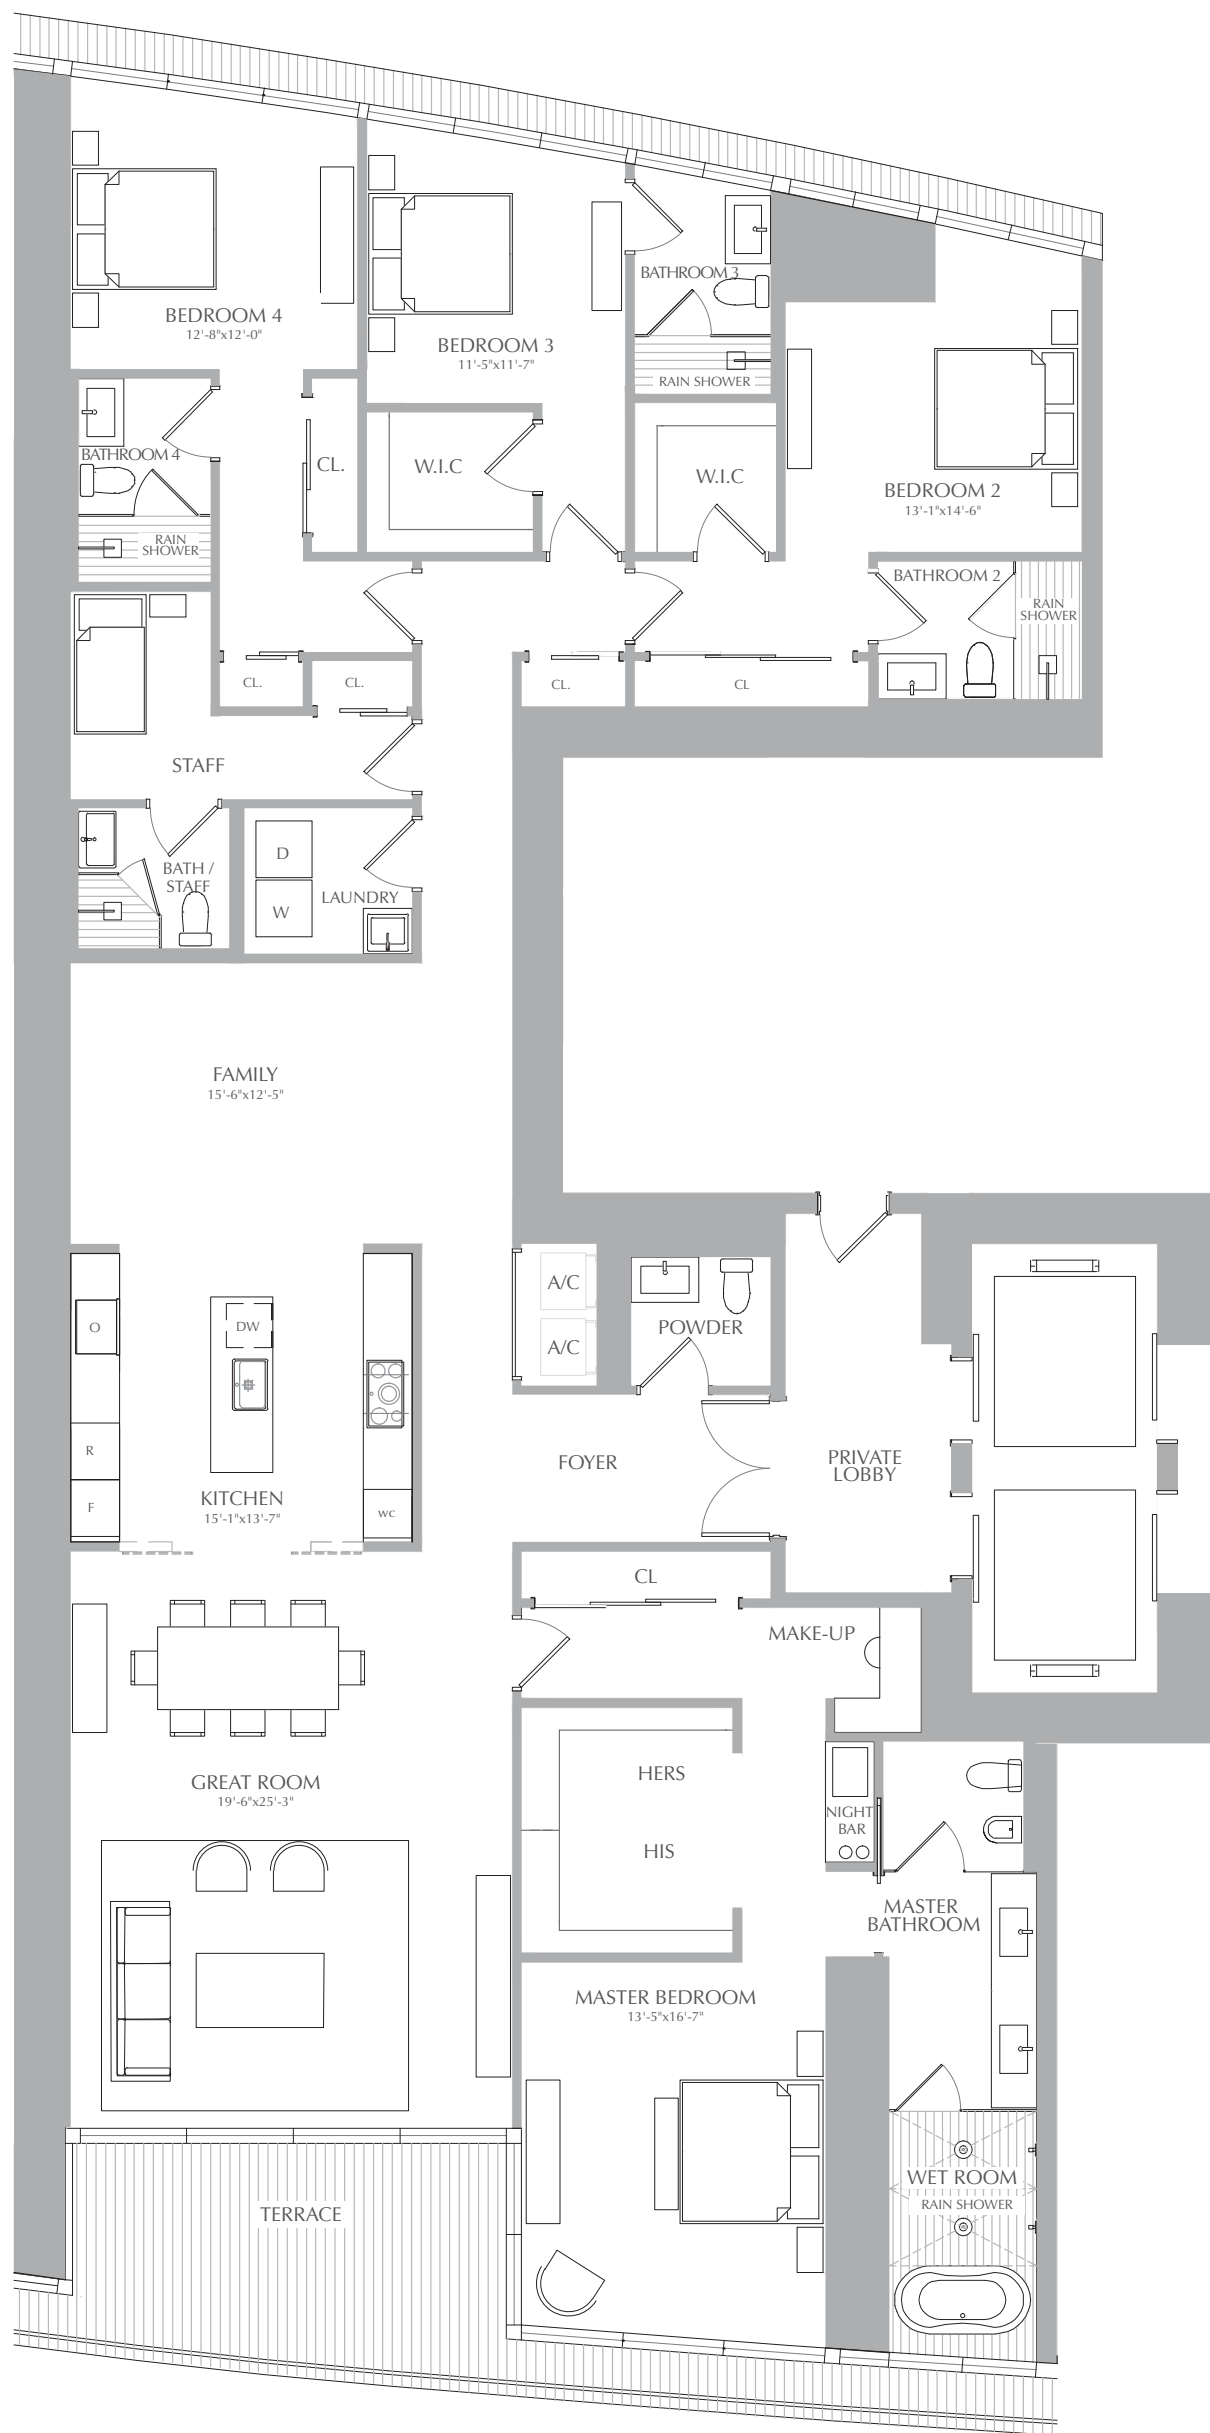 BEDROOM 4
12'-8"x12'-0"
BEDROOM 3
11'-5"x11'-7"
BATHROOM 3
RAIN SHOWER
BATHROOM 4
RAIN
SHOWER
CL.
W.I.C
W.I.C
BEDROOM 2
13'-1"x14'-6"
BATHROOM 2
RAIN
SHOWER
CL.
CL.
CL.
CL
STAFF
BATH /
STAFF
D
W
LAUNDRY
FAMILY
15'-6"x12'-5"
A/C
A/C
POWDER
O
DW
R
F
KITCHEN
15'-1"x13'-7"
WC
FOYER
PRIVATE
LOBBY
CL
MAKE-UP
GREAT ROOM
19'-6"x25'-3"
HERS
HIS
NIGHT
BAR
MASTER
BATHROOM
MASTER BEDROOM
13'-5"x16'-7"
WET ROOM
RAIN SHOWER
TERRACE